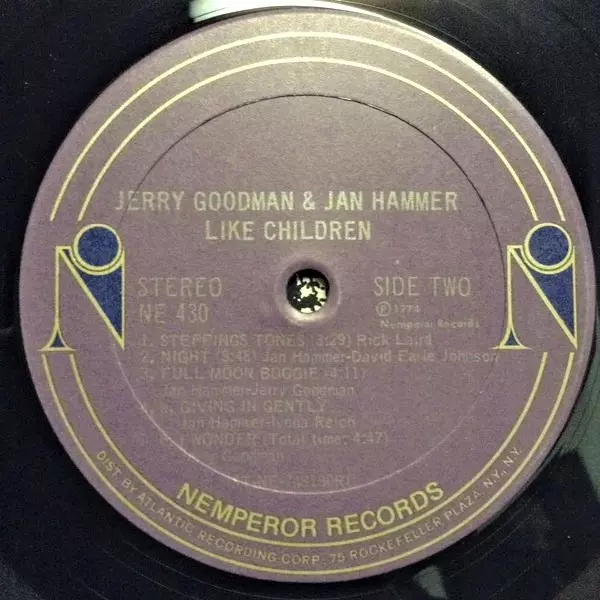 JERRY GOODMAN & JAN HAMMER
LIKE CHILDREN
STEREO
NE 430
SIDE TWO
Ⓟ 1974
Nemperor Records
1. STEPPINGS TONES (3:29) Rick Laird
2. NIGHT (5:48) Jan Hammer-David Earle Johnson
3. FULL MOON BOOGIE (4:11)
Jan Hammer-Jerry Goodman
4. a. GIVING IN GENTLY
Jan Hammer-Ivona Reich
I WONDER (Total time: 4:47)
Goodman
NEMPEROR RECORDS
DIST. BY ATLANTIC RECORDING CORP. 75 ROCKEFELLER PLAZA, N.Y., N.Y.